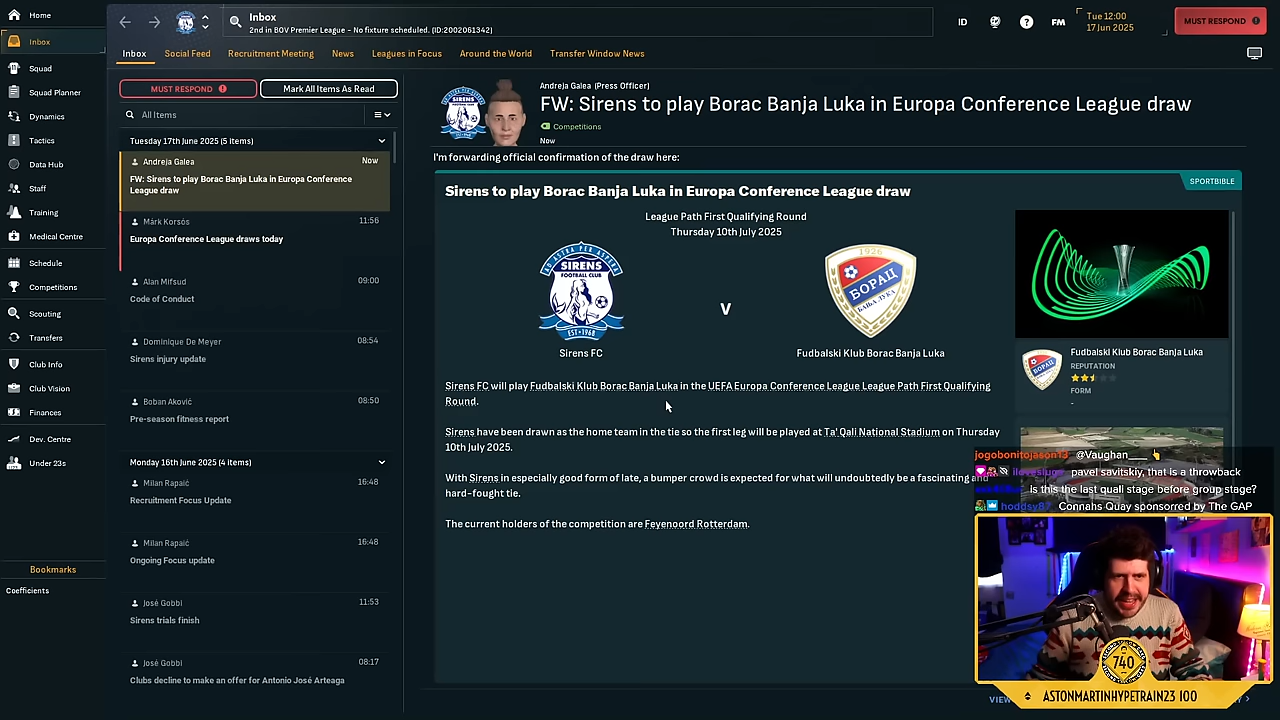 Home
Inbox
Squad
Squad Planner
Dynamics
Tactics
Data Hub
Staff
Training
Medical Centre
Schedule
Competitions
Scouting
Transfers
Club Info
Club Vision
Finances
Dev. Centre
Under 23s
Bookmarks
Coefficients
Inbox
2nd in BOV Premier League - No fixture scheduled. (ID:2002061342)
ID
?
FM
Tue 12:00
17 Jun 2025
MUST RESPOND
Inbox Social Feed Recruitment Meeting News Leagues in Focus Around the World Transfer Window News
MUST RESPOND
Mark All Items As Read
All Items
Tuesday 17th June 2025 (5 Items)
Andreja Galea Now
FW: Sirens to play Borac Banja Luka in Europa Conference
League draw
Márk Korsós 11:56
Europa Conference League draws today
Alan Mifsud 09:00
Code of Conduct
Dominique De Meyer 08:54
Sirens injury update
Boban Aković 08:50
Pre-season fitness report
Monday 16th June 2025 (4 Items)
Milan Rapaić 16:48
Recruitment Focus Update
Milan Rapaić 16:48
Ongoing Focus update
José Gobbi 11:53
Sirens trials finish
José Gobbi 08:17
Clubs decline to make an offer for Antonio José Arteaga
Andreja Galea (Press Officer)
FW: Sirens to play Borac Banja Luka in Europa Conference League draw
Competitions
Now
I'm forwarding official confirmation of the draw here:
Sirens to play Borac Banja Luka in Europa Conference League draw
SPORTBIBLE
League Path First Qualifying Round
Thursday 10th July 2025
SIRENS
FOOTBALL CLUB
EST•1968
V
1926
БОРАЦ
БАЊА ЛУКА
Sirens FC
Fudbalski Klub Borac Banja Luka
Sirens FC will play Fudbalski Klub Borac Banja Luka in the UEFA Europa Conference League League Path First Qualifying
Round.
Sirens have been drawn as the home team in the tie so the first leg will be played at Ta' Qali National Stadium on Thursday
10th July 2025.
With Sirens in especially good form of late, a bumper crowd is expected for what will undoubtedly be a fascinating and
hard-fought tie.
The current holders of the competition are Feyenoord Rotterdam.
Fudbalski Klub Borac Banja Luka
REPUTATION
FORM
-
jogobonitojason13 @Vaughan___
pavel savitskiy, that is a throwback
Is this the last quali stage before group stage?
hoddsy87 Connahs Quay sponsored by The GAP
740
ASTONMARTINHYPETRAIN23 100
VIEW